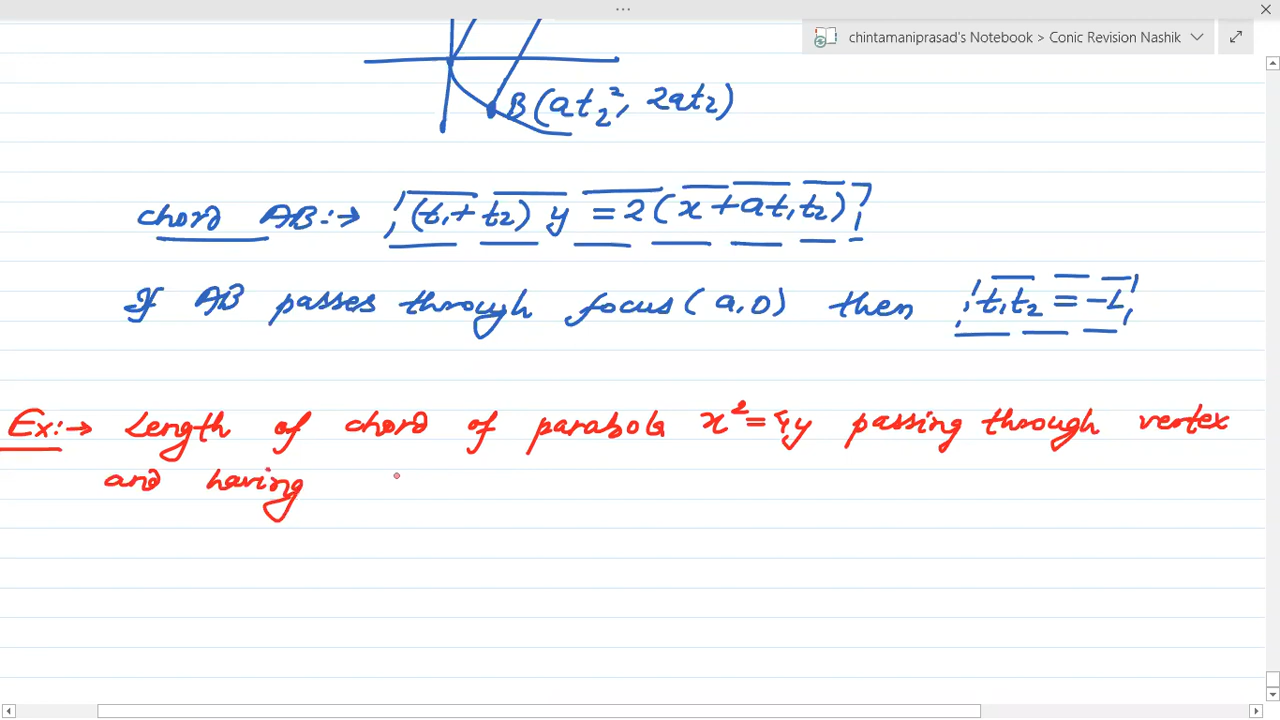 chintamaniprasad's Notebook > Conic Revision Nashik
B(at₂², 2at₂)
chord AB:→ (t₁+t₂) y = 2(x+at₁t₂)
If AB passes through focus (a,0) then t₁t₂ = -1
Ex:→ Length of chord of parabola x² = 4y passing through vertex
and having